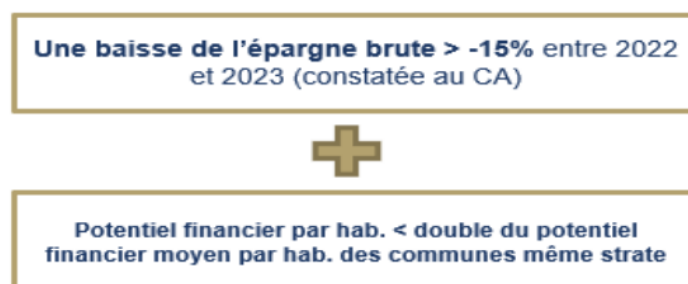 Une baisse de l'épargne brute > -15% entre 2022
et 2023 (constatée au CA)
Potentiel financier par hab. < double du potentiel
financier moyen par hab. des communes même strate